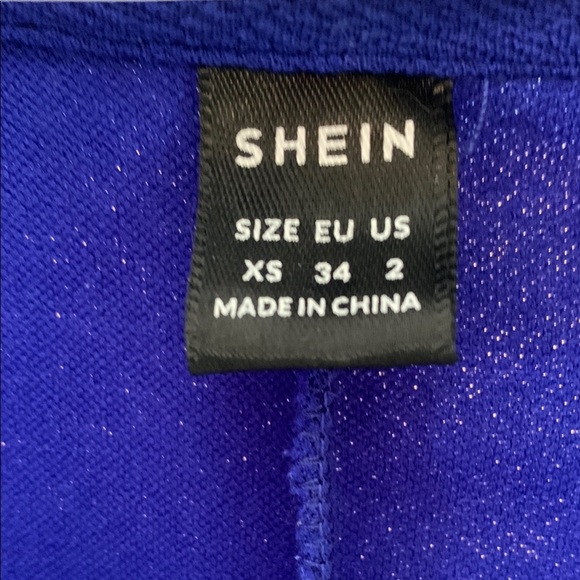 SHEIN
SIZE EU US
XS 34 2
MADE IN CHINA